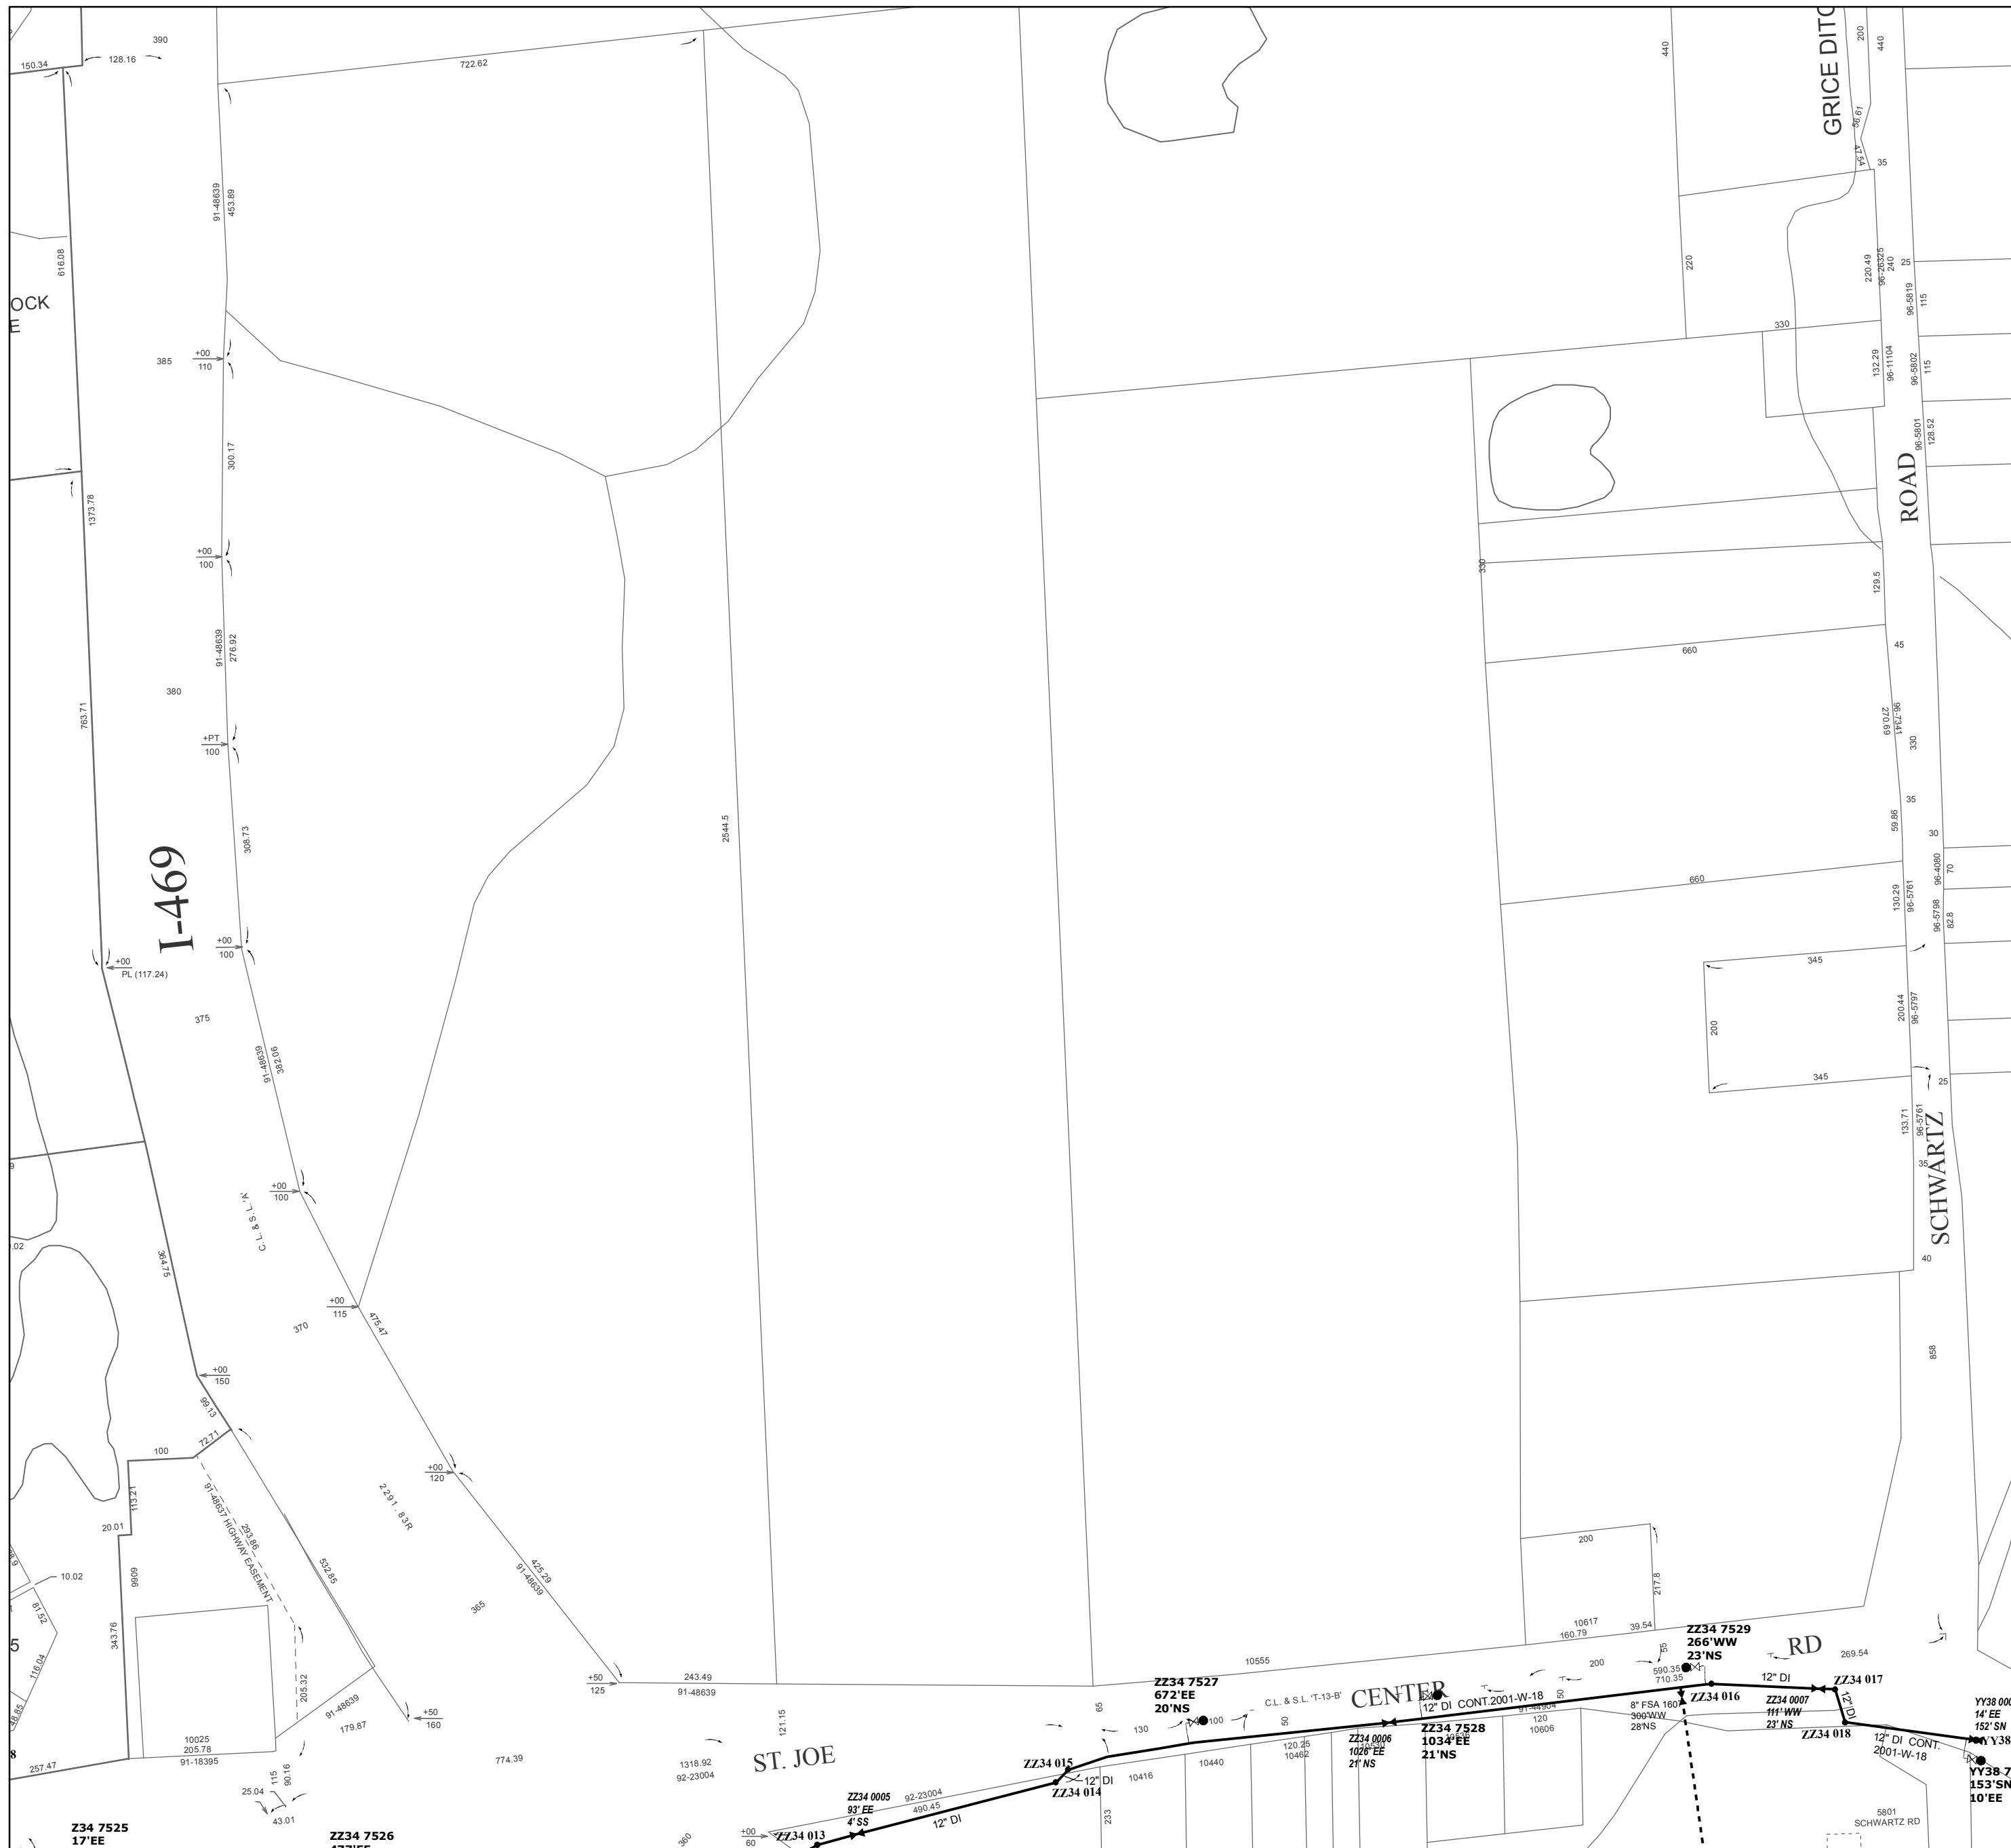 390
150.34
128.16
722.62
616.08
91-48639
453.89
OCK
E
385
+00
110
300.17
1373.78
+00
100
91-48639
276.92
380
763.71
+PT
100
308.73
I-469
+00
100
+00
PL (117.24)
375
91-48639
382.06
+00
100
C. L. & S. L. 'A'
364.75
+00
115
475.47
370
+00
150
99.13
72.71
100
+00
120
2291.83R
113.21
20.01
91-48637 HIGHWAY EASEMENT
293.86
532.85
9909
10.02
81.52
343.76
116.04
48.85
5
8
425.29
91-48639
365
205.32
91-48639
179.87
+50
160
10025
205.78
91-18395
257.47
115
90.16
25.04
43.01
+50
125
243.49
91-48639
121.15
774.39
1318.92
92-23004
ST. JOE
2544.5
440
GRICE DITC
200
440
56.61
47.54
35
220
220.49
96-26325
240
25
96-5819
115
330
132.29
96-11104
96-5802
115
96-5801
128.52
ROAD
330
129.5
45
660
96-7341
270.69
330
35
59.86
30
660
96-4080
70
130.29
96-5761
96-5798
82.8
345
200
200.44
96-5797
345
25
133.71
96-5761
35
SCHWARTZ
40
858
200
217.8
10617
160.79
39.54
10555
55
ZZ34 7529
266'WW
23'NS
RD
269.54
200
590.35
710.35
ZZ34 7527
672'EE
20'NS
C.L. & S.L. 'T-13-B'
CENTER
12" DI CONT.2001-W-18
65
130
100
50
50
91-44904
120
10606
8" FSA 1607
300'WW
28'NS
ZZ34 016
12" DI
ZZ34 0007
111' WW
23' NS
ZZ34 017
12" DI
ZZ34 018
12" DI CONT.
2001-W-18
YY38 000
14' EE
152' SN
YY38
YY38 7
153'SN
10'EE
5801
SCHWARTZ RD
120.25
10462
10530
10536
ZZ34 0006
1026' EE
21' NS
ZZ34 7528
1034'EE
21'NS
10440
10416
233
ZZ34 015
12" DI
ZZ34 014
92-23004
490.45
12" DI
ZZ34 0005
93' EE
4' SS
+00
60
ZZ34 013
360
Z34 7525
17'EE
ZZ34 7526